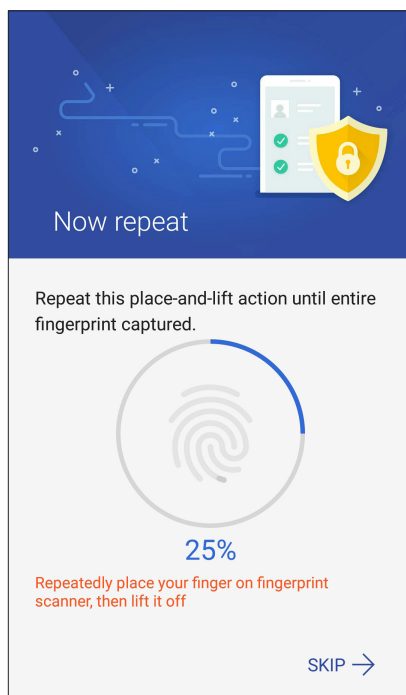 Now repeat
Repeat this place-and-lift action until entire
fingerprint captured.
25%
Repeatedly place your finger on fingerprint
scanner, then lift it off
SKIP